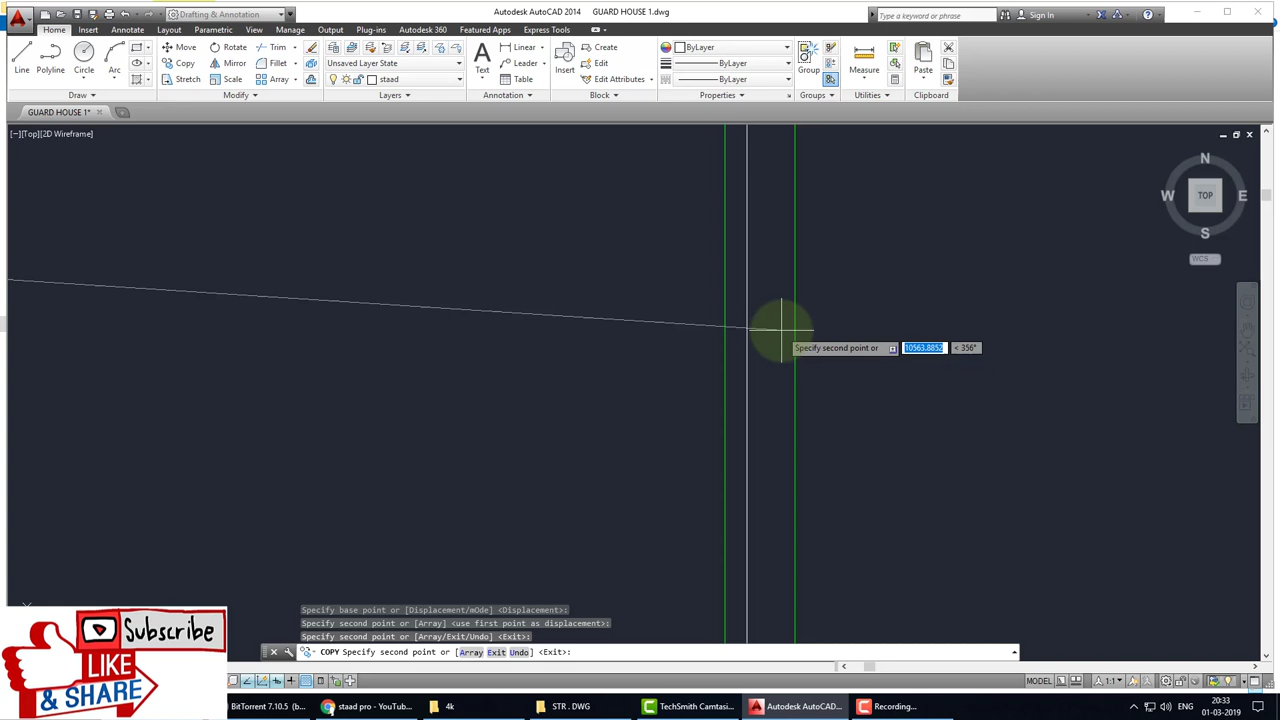 Drafting & Annotation
Autodesk AutoCAD 2014 GUARD HOUSE 1.dwg
Type a keyword or phrase
Sign In
Home Insert Annotate Parametric View Manage Output Plug-ins Autodesk 360 Featured Apps Express Tools
Layout
Line Polyline Circle Arc
Move Rotate Trim
Copy Mirror Fillet
Stretch Scale Array
Unsaved Layer State
staad
Text
Linear
Leader
Table
Insert
Create
Edit
Edit Attributes
ByLayer
ByLayer
ByLayer
Group
Measure
Paste
Draw Modify Layers Annotation Block Properties Groups Utilities Clipboard
GUARD HOUSE 1*
[−][Top][2D Wireframe]
N
W TOP E
S
WCS
Specify second point or 10563.8852 < 356°
Specify base point or [Displacement/mOde] <Displacement>:
Specify second point or [Array] <use first point as displacement>:
Specify second point or [Array/Exit/Undo] <Exit>:
COPY Specify second point or [Array Exit Undo] <Exit>:
Subscribe
LIKE
& SHARE
MODEL 1:1
BitTorrent 7.10.5 (b... staad pro - YouTub... 4k STR . DWG TechSmith Camtasi... Autodesk AutoCAD... Recording...
ENG
20:33
01-03-2019